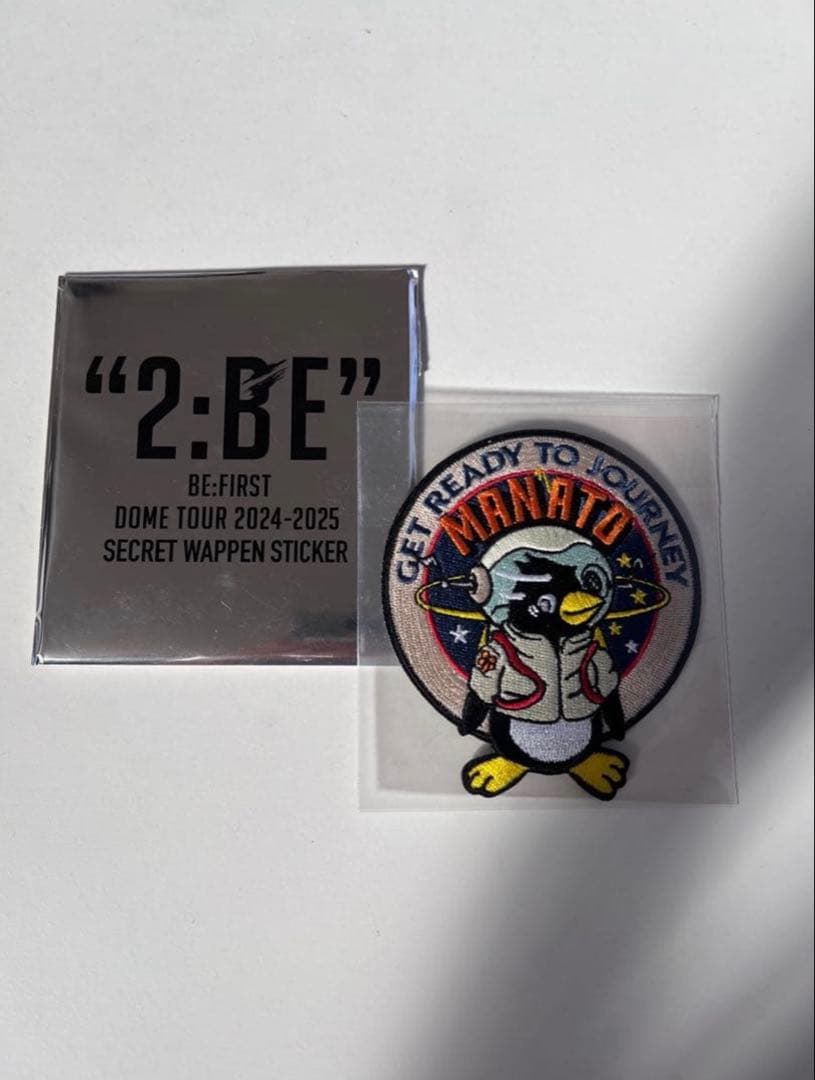 “2:BE”
BE:FIRST
DOME TOUR 2024-2025
SECRET WAPPEN STICKER
GET READY TO JOURNEY
MANATO